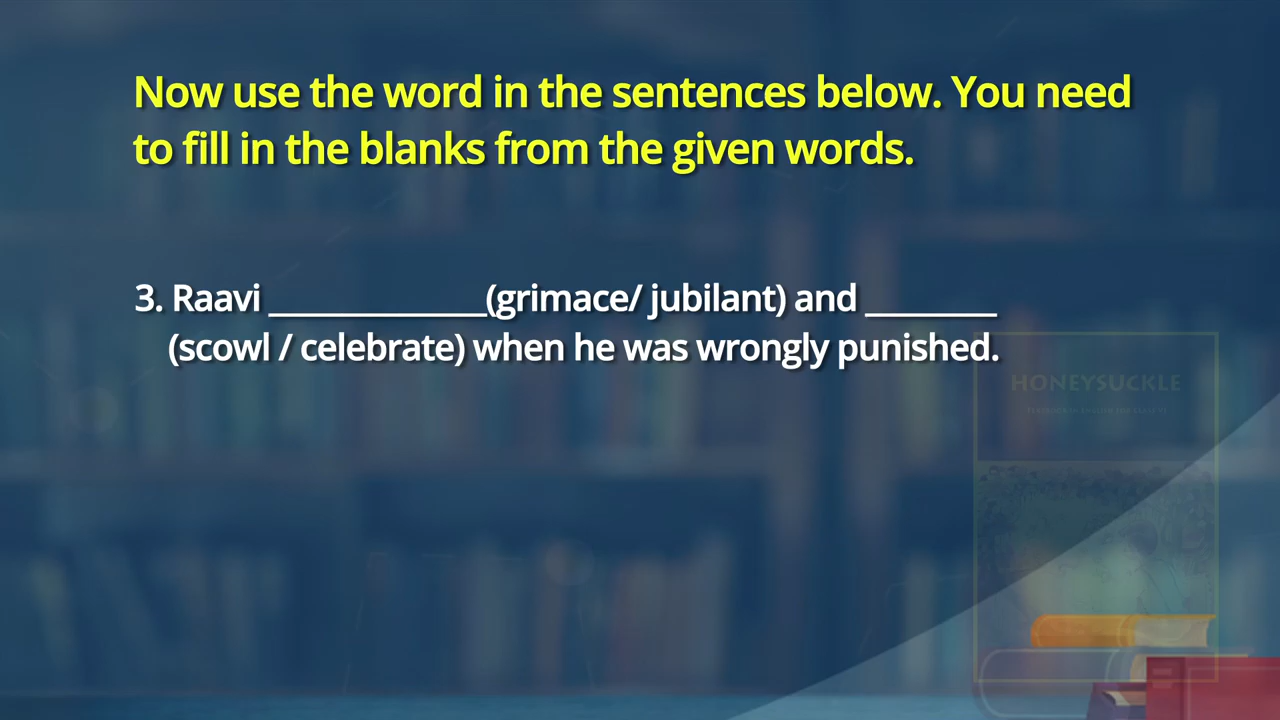 Now use the word in the sentences below. You need
to fill in the blanks from the given words.
3. Raavi ______________(grimace/ jubilant) and ________
(scowl / celebrate) when he was wrongly punished.
HONEYSUCKLE